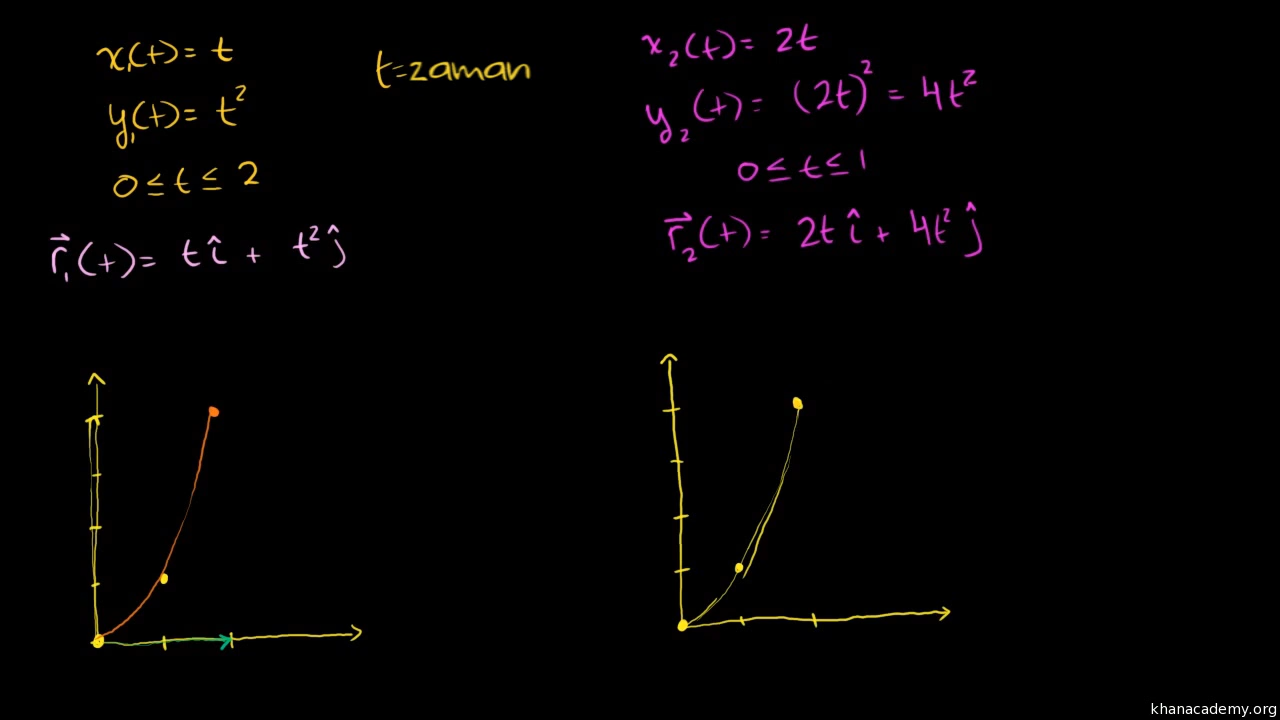 x₁(t) = t
y₁(t) = t²
0 ≤ t ≤ 2
r⃗₁(t) = t î + t² ĵ
t = zaman
x₂(t) = 2t
y₂(t) = (2t)² = 4t²
0 ≤ t ≤ 1
r⃗₂(t) = 2t î + 4t² ĵ
khanacademy.org